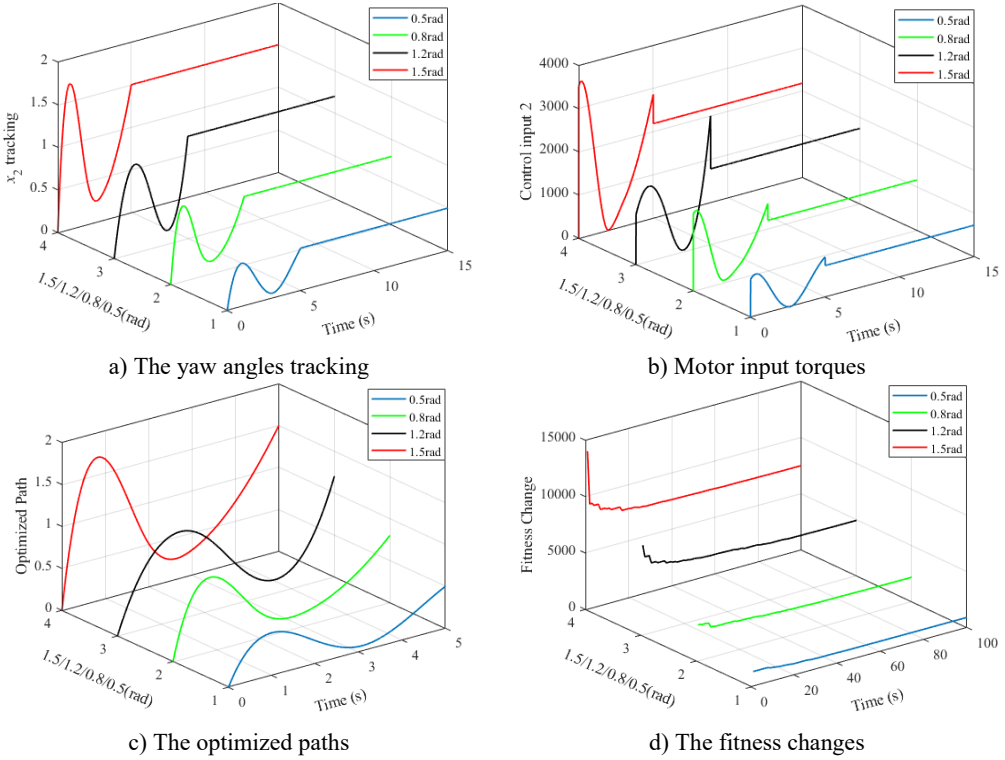 0.5rad
0.8rad
1.2rad
1.5rad
2
1.5
1
0.5
0
x2 tracking
4
3
2
1
1.5/1.2/0.8/0.5(rad)
0
5
10
15
Time (s)
a) The yaw angles tracking
0.5rad
0.8rad
1.2rad
1.5rad
4000
3000
2000
1000
0
Control input 2
4
3
2
1
1.5/1.2/0.8/0.5(rad)
0
5
10
15
Time (s)
b) Motor input torques
0.5rad
0.8rad
1.2rad
1.5rad
2
1.5
1
0.5
0
Optimized Path
4
3
2
1
1.5/1.2/0.8/0.5(rad)
0
1
2
3
4
5
Time (s)
c) The optimized paths
0.5rad
0.8rad
1.2rad
1.5rad
15000
10000
5000
0
Fitness Change
4
3
2
1
1.5/1.2/0.8/0.5(rad)
0
20
40
60
80
100
Time (s)
d) The fitness changes